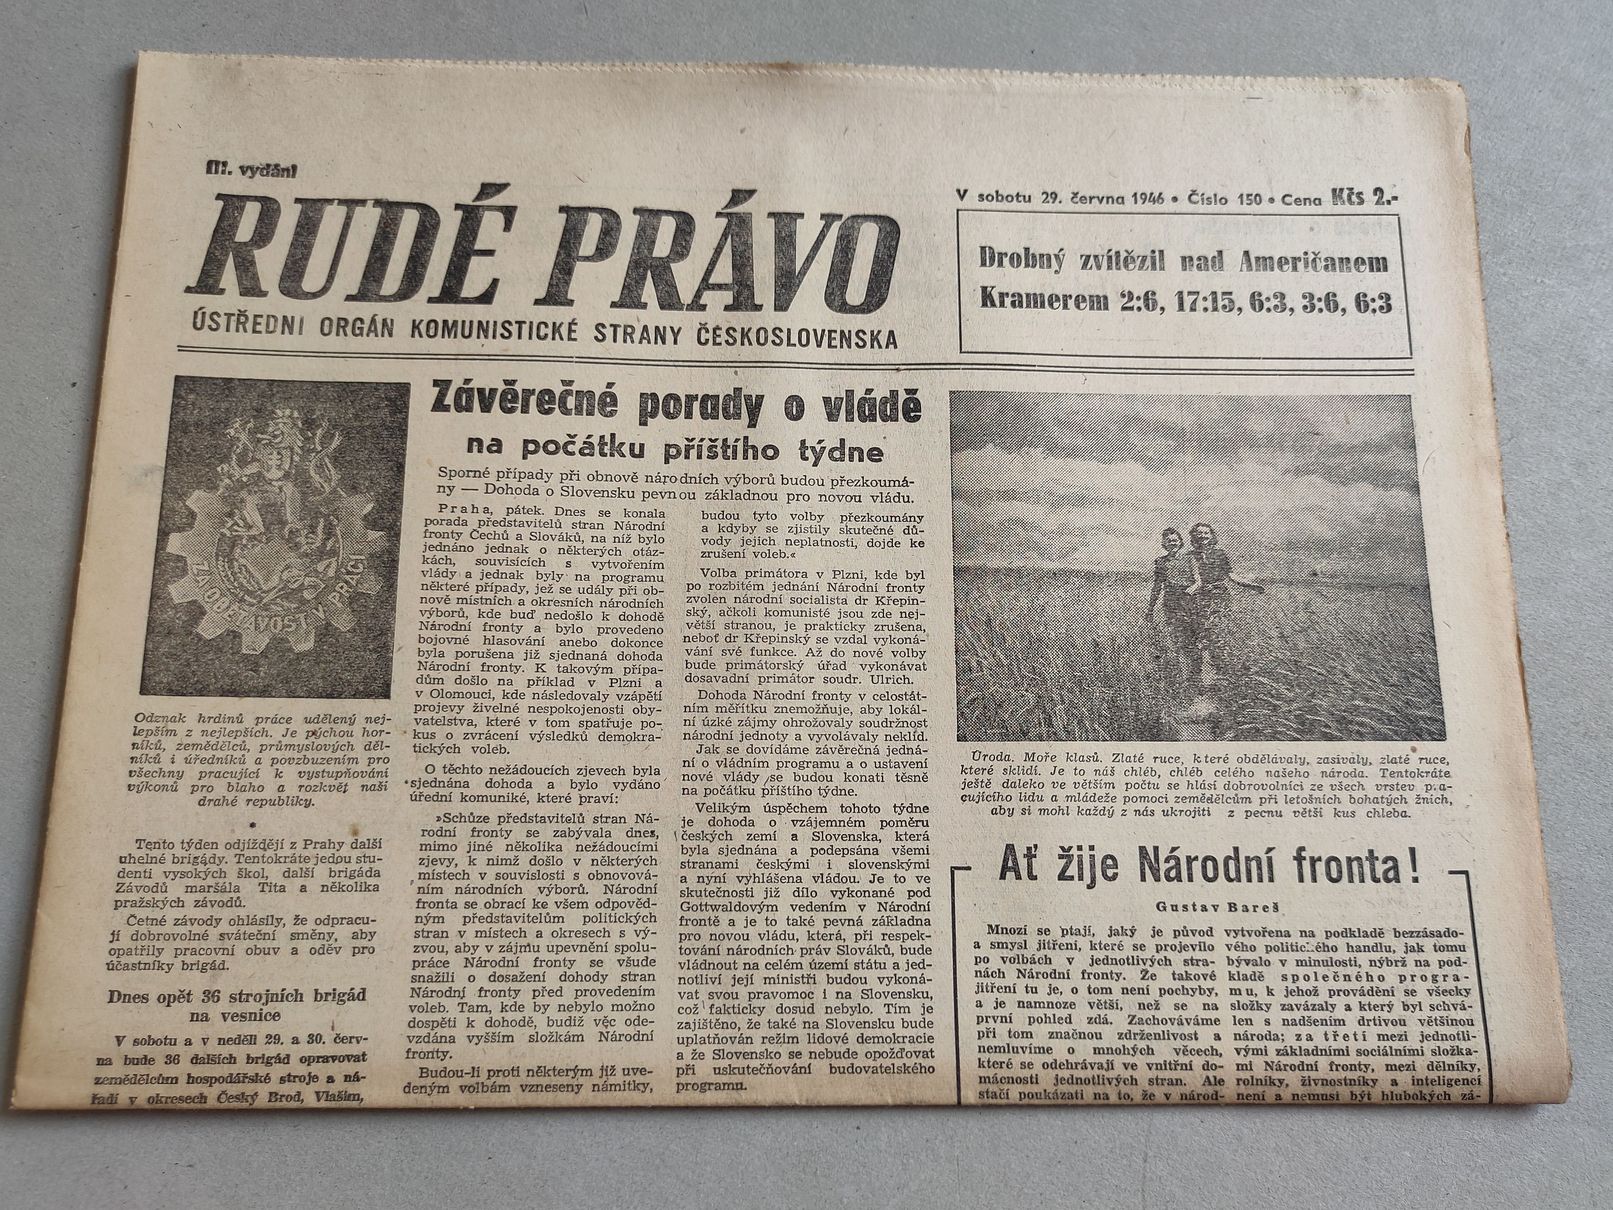 III. vydání
RUDÉ PRÁVO
ÚSTŘEDNI ORGÁN KOMUNISTICKÉ STRANY ČESKOSLOVENSKA
V sobotu 29. června 1946 • Číslo 150 • Cena Kčs 2.-
Drobný zvítězil nad Američanem
Kramerem 2:6, 17:15, 6:3, 3:6, 6:3
ZA OBĚTAVOST V PRÁCI
Odznak hrdinů práce udělený nej-
lepším z nejlepších. Je pýchou hor-
níků, zemědělců, průmyslových děl-
níků i úředníků a povzbuzením pro
všechny pracující k vystupňování
výkonů pro blaho a rozkvět naší
drahé republiky.
Tento týden odjíždějí z Prahy další
uhelné brigády. Tentokráte jedou stu-
denti vysokých škol, další brigáda
Závodů maršála Tita a několika
pražských závodů.
Četné závody ohlásily, že odpracu-
jí dobrovolné sváteční směny, aby
opatřily pracovní obuv a oděv pro
účastníky brigád.
Dnes opět 36 strojních brigád
na vesnice
V sobotu a v neděli 29. a 30. červ-
na bude 36 dalších brigád opravovat
zemědělcům hospodářské stroje a ná-
řadí v okresech Český Brod, Vlašim,
Závěrečné porady o vládě
na počátku příštího týdne
Sporné případy při obnově národních výborů budou přezkoumá-
ny — Dohoda o Slovensku pevnou základnou pro novou vládu.
Praha, pátek. Dnes se konala
porada představitelů stran Národní
fronty Čechů a Slováků, na níž bylo
jednáno jednak o některých otáz-
kách, souvisících s vytvořením
vlády a jednak byly na programu
některé případy, jež se udály při ob-
nově místních a okresních národních
výborů, kde buď nedošlo k dohodě
Národní fronty a bylo provedeno
bojovné hlasování anebo dokonce
byla porušena již sjednaná dohoda
Národní fronty. K takovým přípa-
dům došlo na příklad v Plzni a
v Olomouci, kde následovaly vzápětí
projevy živelné nespokojenosti oby-
vatelstva, které v tom spatřuje po-
kus o zvrácení výsledků demokra-
tických voleb.
O těchto nežádoucích zjevech byla
sjednána dohoda a bylo vydáno
úřední komuniké, které praví:
»Schůze představitelů stran Ná-
rodní fronty se zabývala dnes,
mimo jiné několika nežádoucími
zjevy, k nimž došlo v některých
místech v souvislosti s obnovová-
ním národních výborů. Národní
fronta se obrací ke všem odpověd-
ným představitelům politických
stran v místech a okresech s vý-
zvou, aby v zájmu upevnění spolu-
práce Národní fronty se všude
snažili o dosažení dohody stran
Národní fronty před provedením
voleb. Tam, kde by nebylo možno
dospěti k dohodě, budiž věc ode-
vzdána vyšším složkám Národní
fronty.
Budou-li proti některým již uve-
deným volbám vzneseny námitky,
budou tyto volby přezkoumány
a kdyby se zjistily skutečné dů-
vody jejich neplatnosti, dojde ke
zrušení voleb.«
Volba primátora v Plzni, kde byl
po rozbitém jednání Národní fronty
zvolen národní socialista dr Křepin-
ský, ačkoli komunisté jsou zde nej-
větší stranou, je prakticky zrušena,
neboť dr Křepinský se vzdal vykoná-
vání své funkce. Až do nové volby
bude primátorský úřad vykonávat
dosavadní primátor soudr. Ulrich.
Dohoda Národní fronty v celostát-
ním měřítku znemožňuje, aby lokál-
ní úzké zájmy ohrožovaly soudržnost
národní jednoty a vyvolávaly neklid.
Jak se dovídáme závěrečná jedná-
ní o vládním programu a o ustavení
nové vlády se budou konati těsně
na počátku příštího týdne.
Velikým úspěchem tohoto týdne
je dohoda o vzájemném poměru
českých zemí a Slovenska, která
byla sjednána a podepsána všemi
stranami českými i slovenskými
a nyní vyhlášena vládou. Je to ve
skutečnosti již dílo vykonané pod
Gottwaldovým vedením v Národní
frontě a je to také pevná základna
pro novou vládu, která, při respek-
tování národních práv Slováků, bude
vládnout na celém území státu a jed-
notliví její ministři budou vykoná-
vat svou pravomoc i na Slovensku,
což fakticky dosud nebylo. Tím je
zajištěno, že také na Slovensku bude
uplatňován režim lidové demokracie
a že Slovensko se nebude opožďovat
při uskutečňování budovatelského
programu.
Úroda. Moře klasů. Zlaté ruce, které obdělávaly, zasívaly, zlaté ruce,
které sklidí. Je to náš chléb, chléb celého našeho národa. Tentokráte
ještě daleko ve větším počtu se hlásí dobrovolníci ze všech vrstev pra-
cujícího lidu a mládeže pomoci zemědělcům při letošních bohatých žních,
aby si mohl každý z nás ukrojiti z pecnu větší kus chleba.
Ať žije Národní fronta!
Gustav Bareš
Mnozí se ptají, jaký je původ
a smysl jitření, které se projevilo
po volbách v jednotlivých stra-
nách Národní fronty. Že takové
jitření tu je, o tom není pochyby,
a je namnoze větší, než se na
první pohled zdá. Zachováváme
při tom značnou zdrženlivost a
nemluvíme o mnohých věcech,
které se odehrávají ve vnitřní do-
mácnosti jednotlivých stran. Ale
stačí poukázati na to, že v národ-
vytvořena na podkladě bezzásado-
vého politického handlu, jak tomu
bývalo v minulosti, nýbrž na pod-
kladě společného progra-
mu, k jehož provádění se všecky
složky zavázaly a který byl schvá-
len s nadšením drtivou většinou
národa; za třetí mezi jednotli-
vými základními sociálními složka-
mi Národní fronty, mezi dělníky,
rolníky, živnostníky a inteligencí
není a nemusí být hlubokých zá-